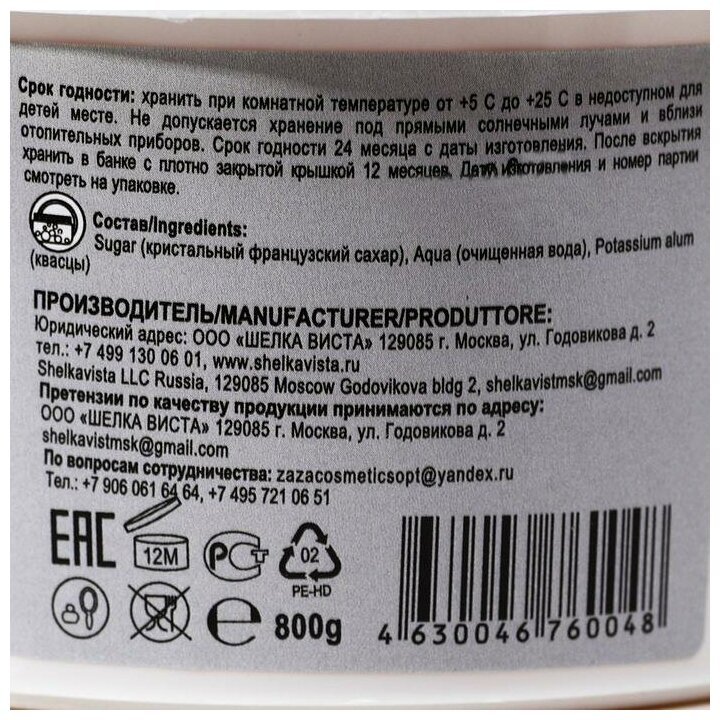 Срок годности: хранить при комнатной температуре от +5 С до +25 С в недоступном для
детей месте. Не допускается хранение под прямыми солнечными лучами и вблизи
отопительных приборов. Срок годности 24 месяца с даты изготовления. После вскрытия
хранить в банке с плотно закрытой крышкой 12 месяцев. Дата изготовления и номер партии
смотреть на упаковке.
Состав/Ingredients:
Sugar (кристальный французский сахар), Aqua (очищенная вода), Potassium alum
(квасцы)
ПРОИЗВОДИТЕЛЬ/MANUFACTURER/PRODUTTORE:
Юридический адрес: ООО «ШЕЛКА ВИСТА» 129085 г. Москва, ул. Годовикова д. 2
тел.: +7 499 130 06 01, www.shelkavista.ru
Shelkavista LLC Russia, 129085 Moscow Godovikova bldg 2, shelkavistmsk@gmail.com
Претензии по качеству продукции принимаются по адресу:
ООО «ШЕЛКА ВИСТА» 129085 г. Москва, ул. Годовикова д. 2
shelkavistmsk@gmail.com
По вопросам сотрудничества: zazacosmeticsopt@yandex.ru
Тел.: +7 906 061 64 64, +7 495 721 06 51
EAC 12M РСТ 02
PE-HD
e 800g
4 630046 760048